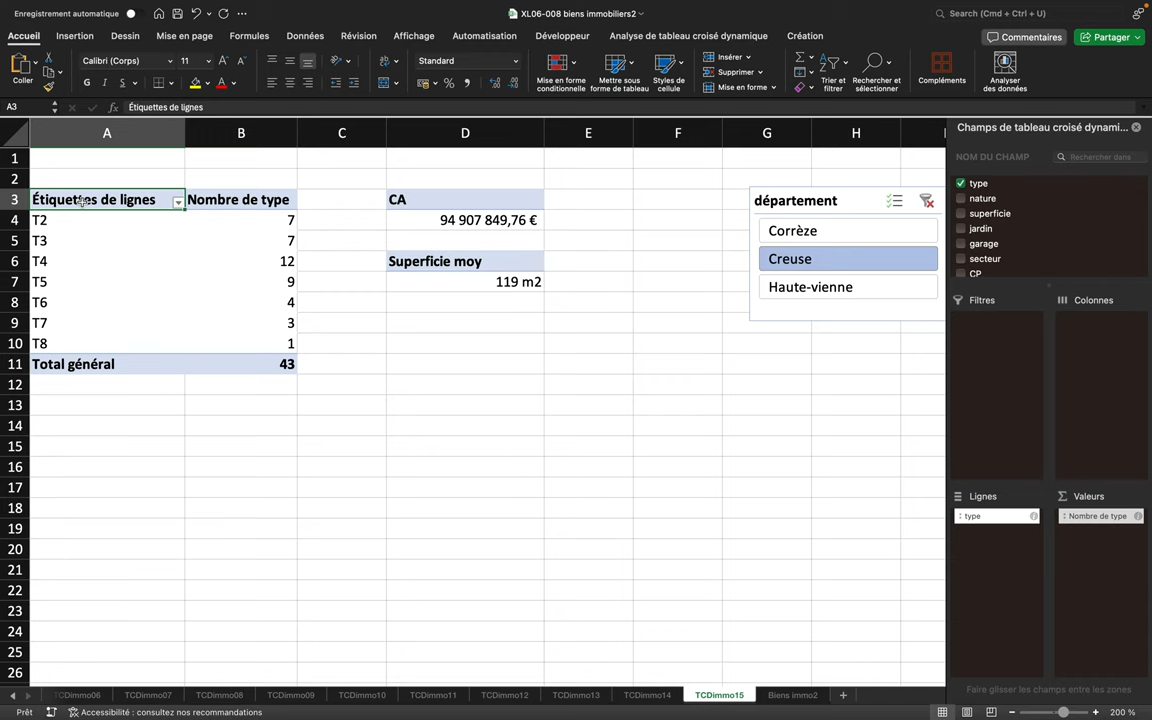 Enregistrement automatique
XL06-008 biens immobiliers2
Search (Cmd + Ctrl + U)
Accueil Insertion Dessin Mise en page Formules Données Révision Affichage Automatisation Développeur Analyse de tableau croisé dynamique Création
Commentaires
Partager
Coller
Calibri (Corps) 11
G I S
Standard
Mise en forme conditionnelle
Mettre sous forme de tableau
Styles de cellule
Insérer
Supprimer
Mise en forme
Trier et filtrer
Rechercher et sélectionner
Compléments
Analyse des données
A3 fx Étiquettes de lignes
A B C D E F G H
1
2
3 Étiquettes de lignes Nombre de type CA
4 T2 7 94 907 849,76 €
5 T3 7
6 T4 12 Superficie moy
7 T5 9 119 m2
8 T6 4
9 T7 3
10 T8 1
11 Total général 43
12
13
14
15
16
17
18
19
20
21
22
23
24
25
26
département
Corrèze
Creuse
Haute-vienne
Champs de tableau croisé dynami...
NOM DU CHAMP
Rechercher dans
type
nature
superficie
jardin
garage
secteur
CP
Filtres
Colonnes
Lignes
Valeurs
type
Nombre de type
Faire glisser les champs entre les zones
TCDimmo06 TCDimmo07 TCDimmo08 TCDimmo09 TCDimmo10 TCDimmo11 TCDimmo12 TCDimmo13 TCDimmo14 TCDimmo15 Biens immo2
Prêt
Accessibilité : consultez nos recommandations
200 %